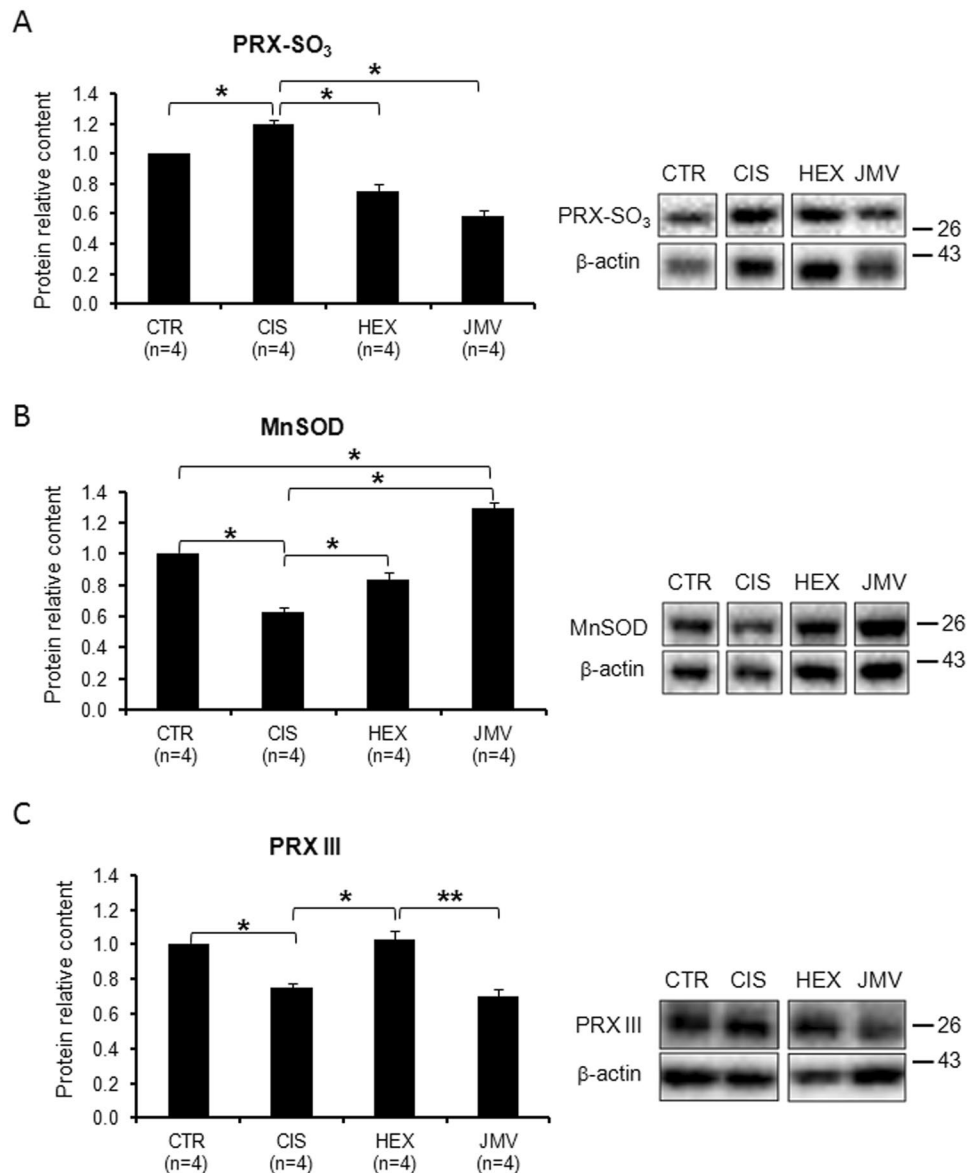 A
PRX-SO₃
Protein relative content
1.4
1.2
1.0
0.8
0.6
0.4
0.2
0.0
* * *
CTR CIS HEX JMV
(n=4) (n=4) (n=4) (n=4)
CTR CIS HEX JMV
PRX-SO₃
26
β-actin
43
B
MnSOD
Protein relative content
1.4
1.2
1.0
0.8
0.6
0.4
0.2
0.0
* * * *
CTR CIS HEX JMV
(n=4) (n=4) (n=4) (n=4)
CTR CIS HEX JMV
MnSOD
26
β-actin
43
C
PRX III
Protein relative content
1.4
1.2
1.0
0.8
0.6
0.4
0.2
0.0
* * **
CTR CIS HEX JMV
(n=4) (n=4) (n=4) (n=4)
CTR CIS HEX JMV
PRX III
26
β-actin
43